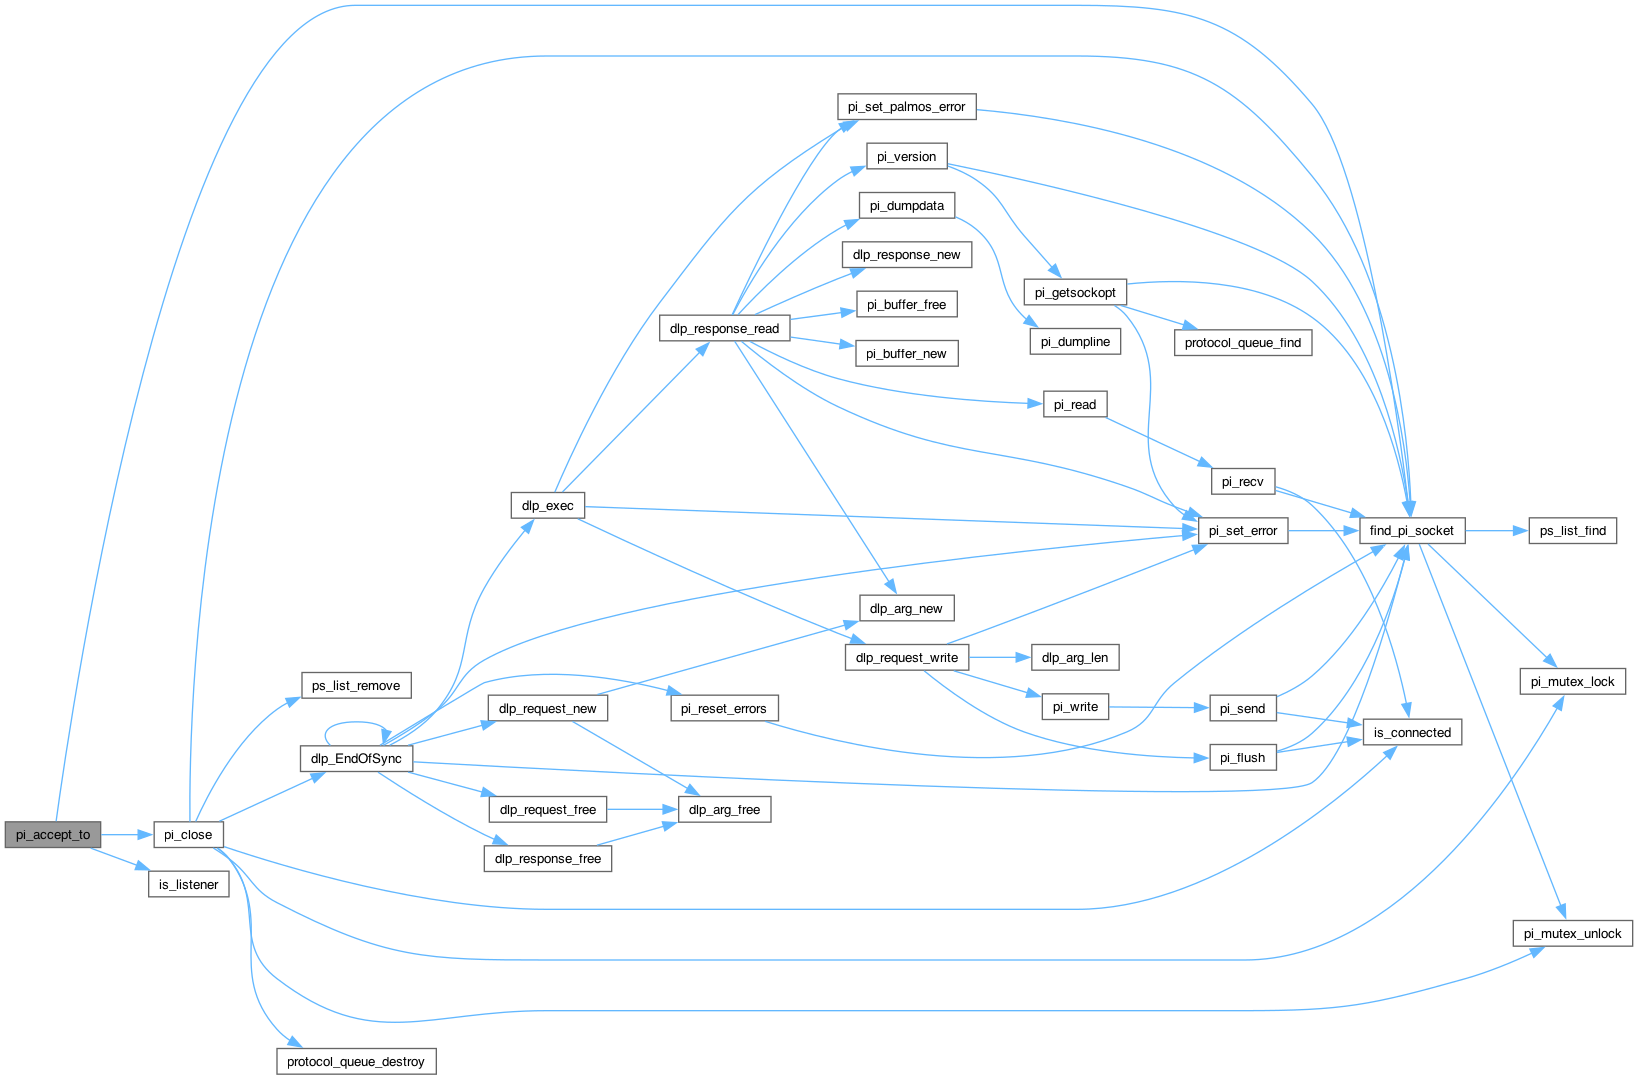 pi_set_palmos_error
pi_version
pi_dumpdata
dlp_response_new
pi_getsockopt
pi_buffer_free
dlp_response_read
pi_dumpline
protocol_queue_find
pi_buffer_new
pi_read
pi_recv
dlp_exec
pi_set_error
find_pi_socket
ps_list_find
dlp_arg_new
dlp_request_write
dlp_arg_len
ps_list_remove
pi_mutex_lock
dlp_request_new
pi_reset_errors
pi_write
pi_send
is_connected
dlp_EndOfSync
pi_flush
dlp_request_free
dlp_arg_free
pi_accept_to
pi_close
dlp_response_free
is_listener
pi_mutex_unlock
protocol_queue_destroy